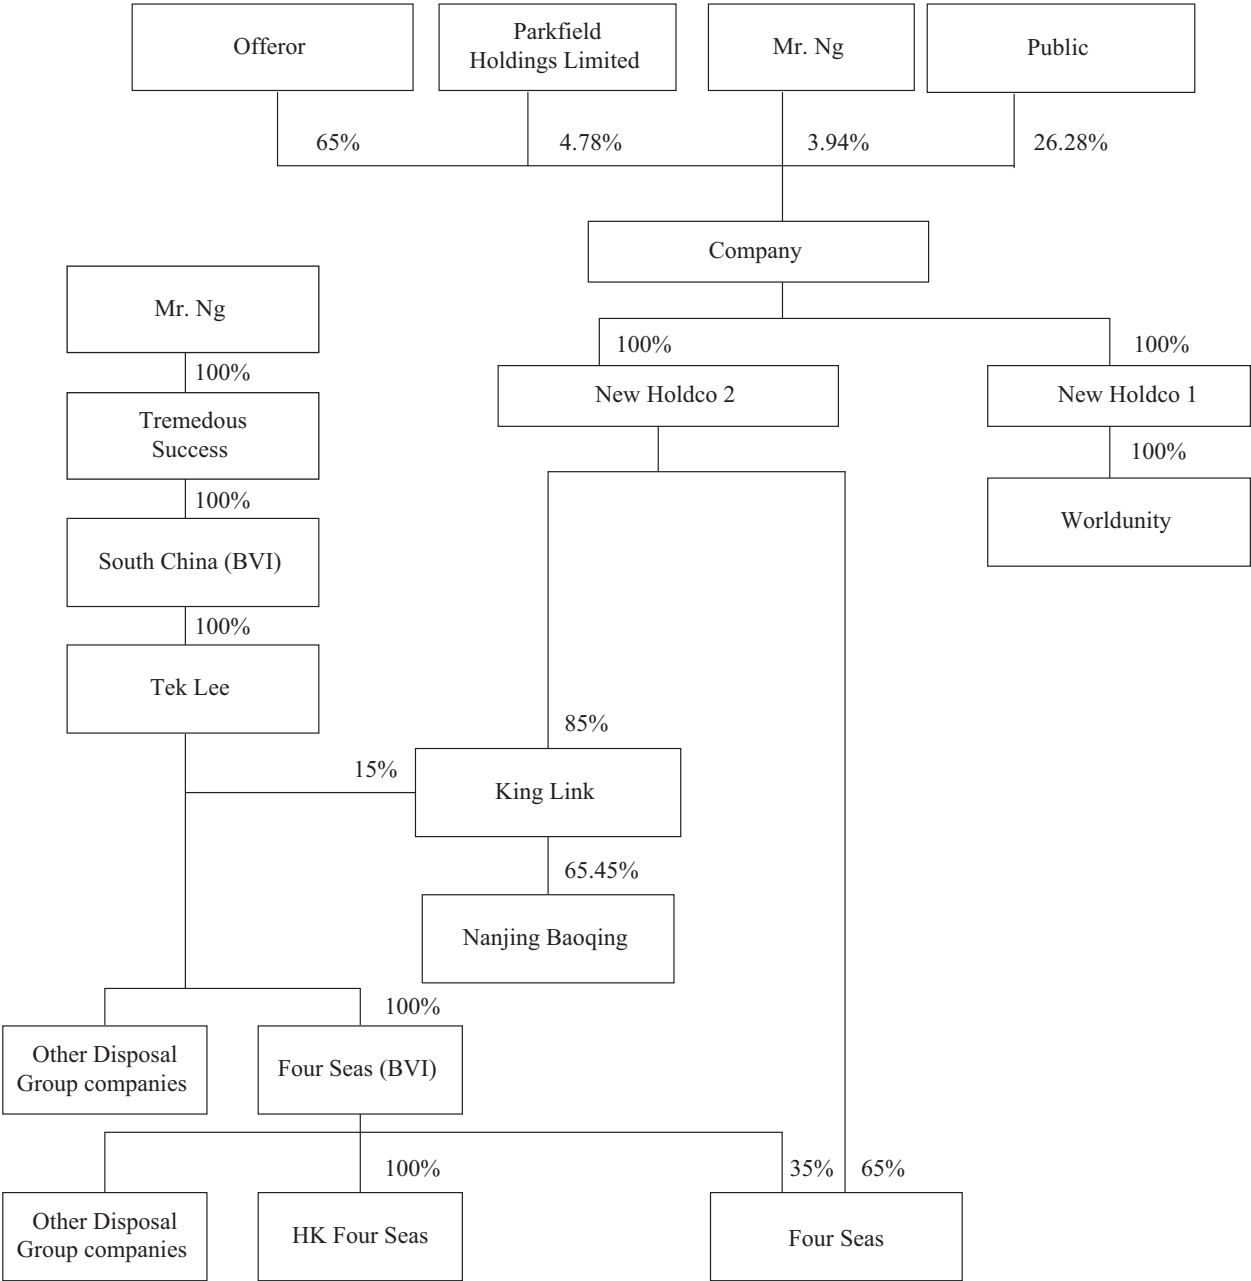 Offeror
Parkfield
Holdings Limited
Mr. Ng
Public
65%
4.78%
3.94%
26.28%
Company
Mr. Ng
100%
100%
100%
New Holdco 2
New Holdco 1
Tremedous
Success
100%
100%
Worldunity
South China (BVI)
100%
Tek Lee
85%
15%
King Link
65.45%
Nanjing Baoqing
100%
Other Disposal
Group companies
Four Seas (BVI)
100%
35%
65%
Other Disposal
Group companies
HK Four Seas
Four Seas